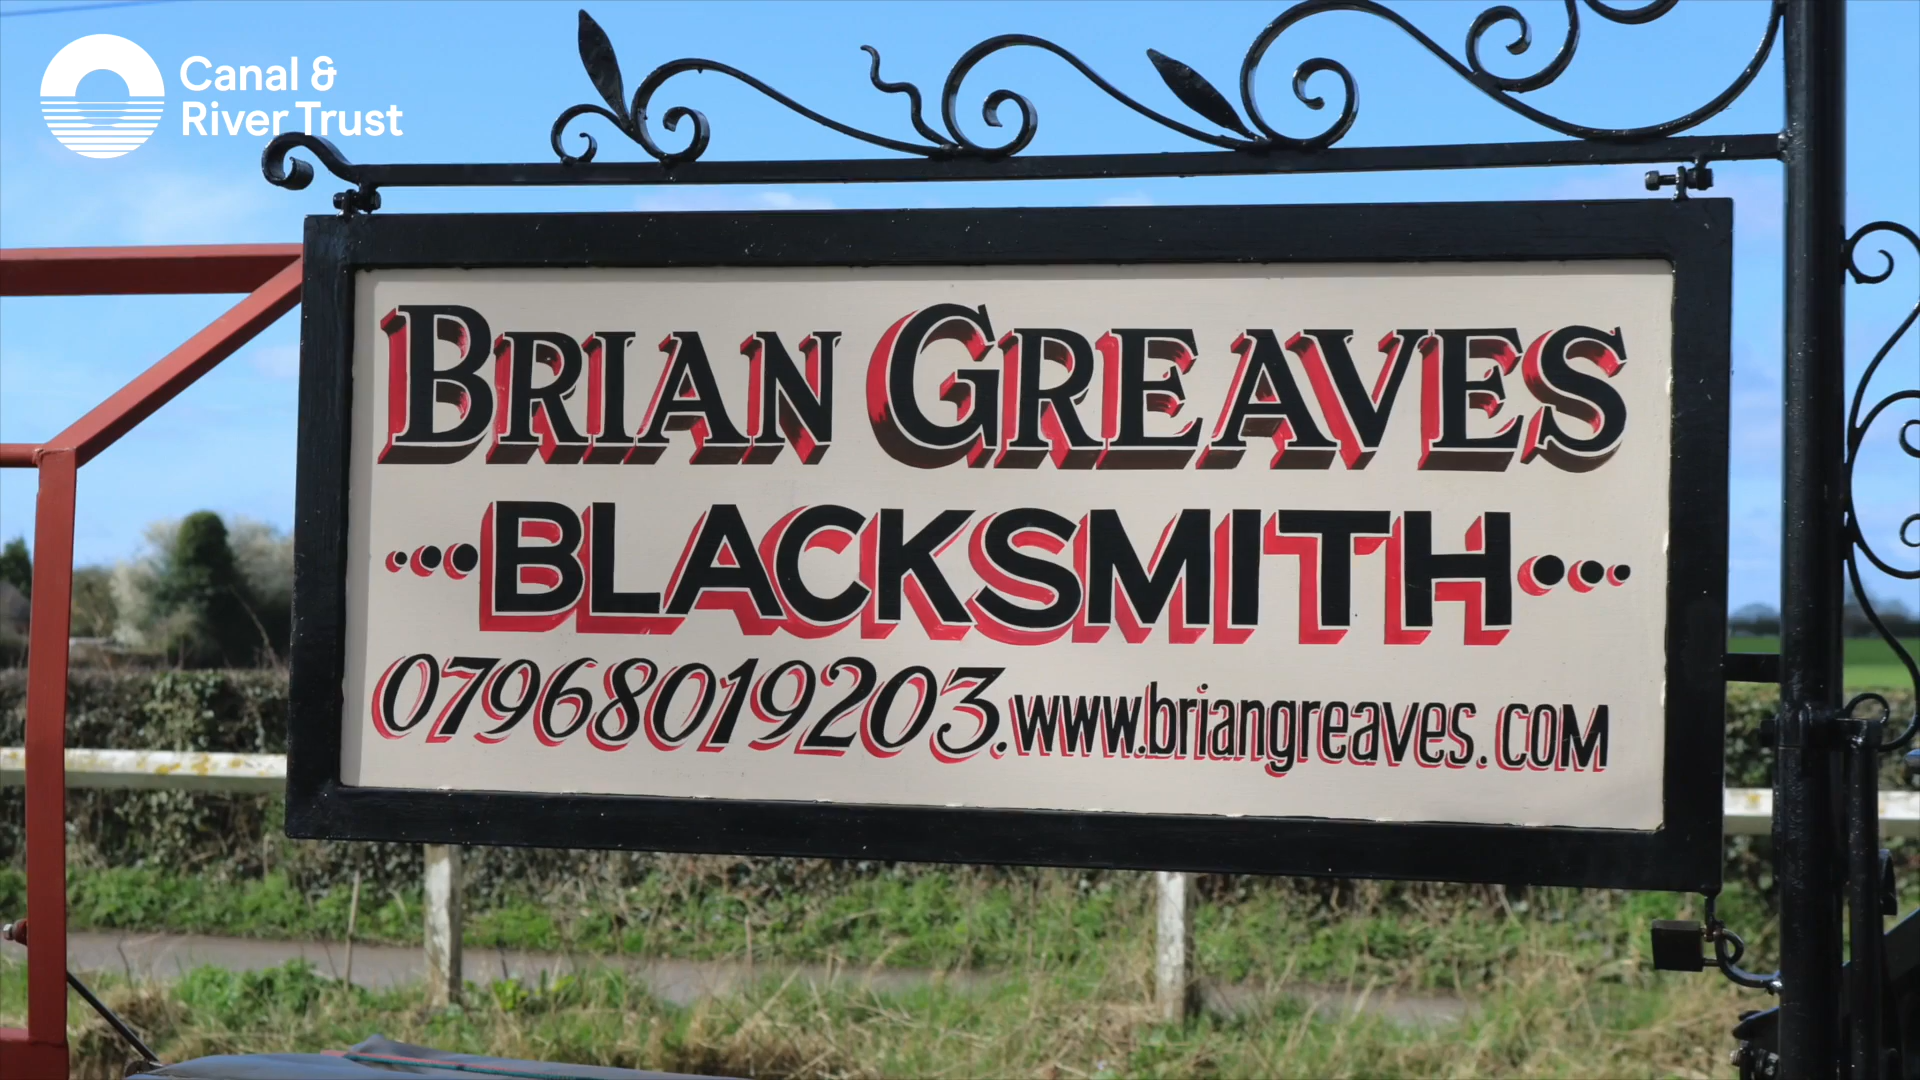 Canal &
River Trust
BRIAN GREAVES
...BLACKSMITH...
07968019203.www.briangreaves.com